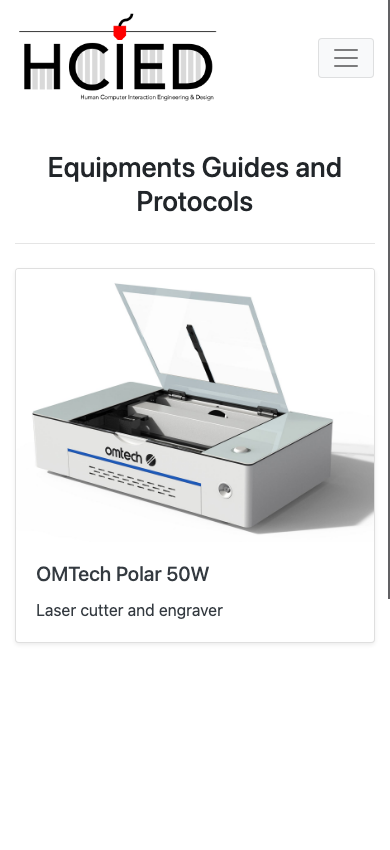 HCIED
Human Computer Interaction Engineering & Design
Equipments Guides and
Protocols
omtech
OMTech Polar 50W
Laser cutter and engraver